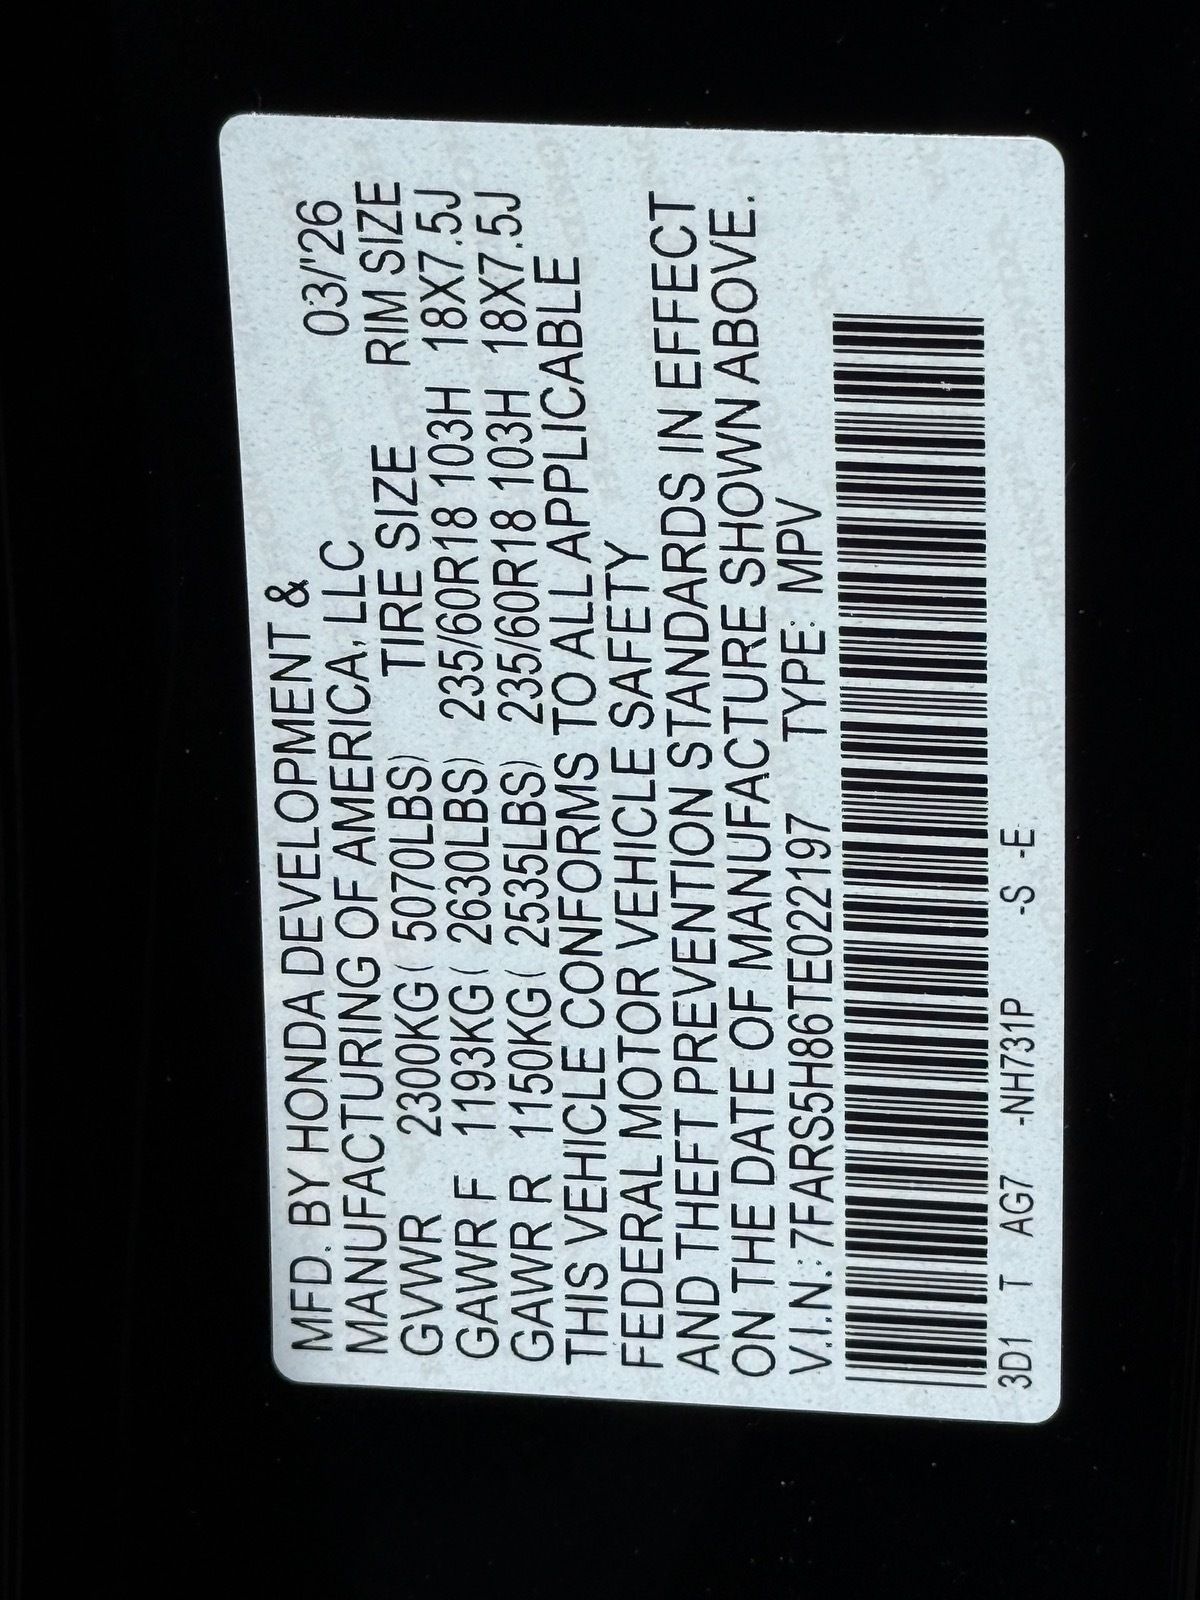 MFD. BY HONDA DEVELOPMENT &
MANUFACTURING OF AMERICA, LLC 03/'26
TIRE SIZE RIM SIZE
GVWR 2300KG( 5070LBS)
GAWR F 1193KG( 2630LBS) 235/60R18 103H 18X7.5J
GAWR R 1150KG( 2535LBS) 235/60R18 103H 18X7.5J
THIS VEHICLE CONFORMS TO ALL APPLICABLE
FEDERAL MOTOR VEHICLE SAFETY
AND THEFT PREVENTION STANDARDS IN EFFECT
ON THE DATE OF MANUFACTURE SHOWN ABOVE.
V.I.N.: 7FARS5H86TE022197 TYPE: MPV
3D1 T AG7 -NH731P -S -E